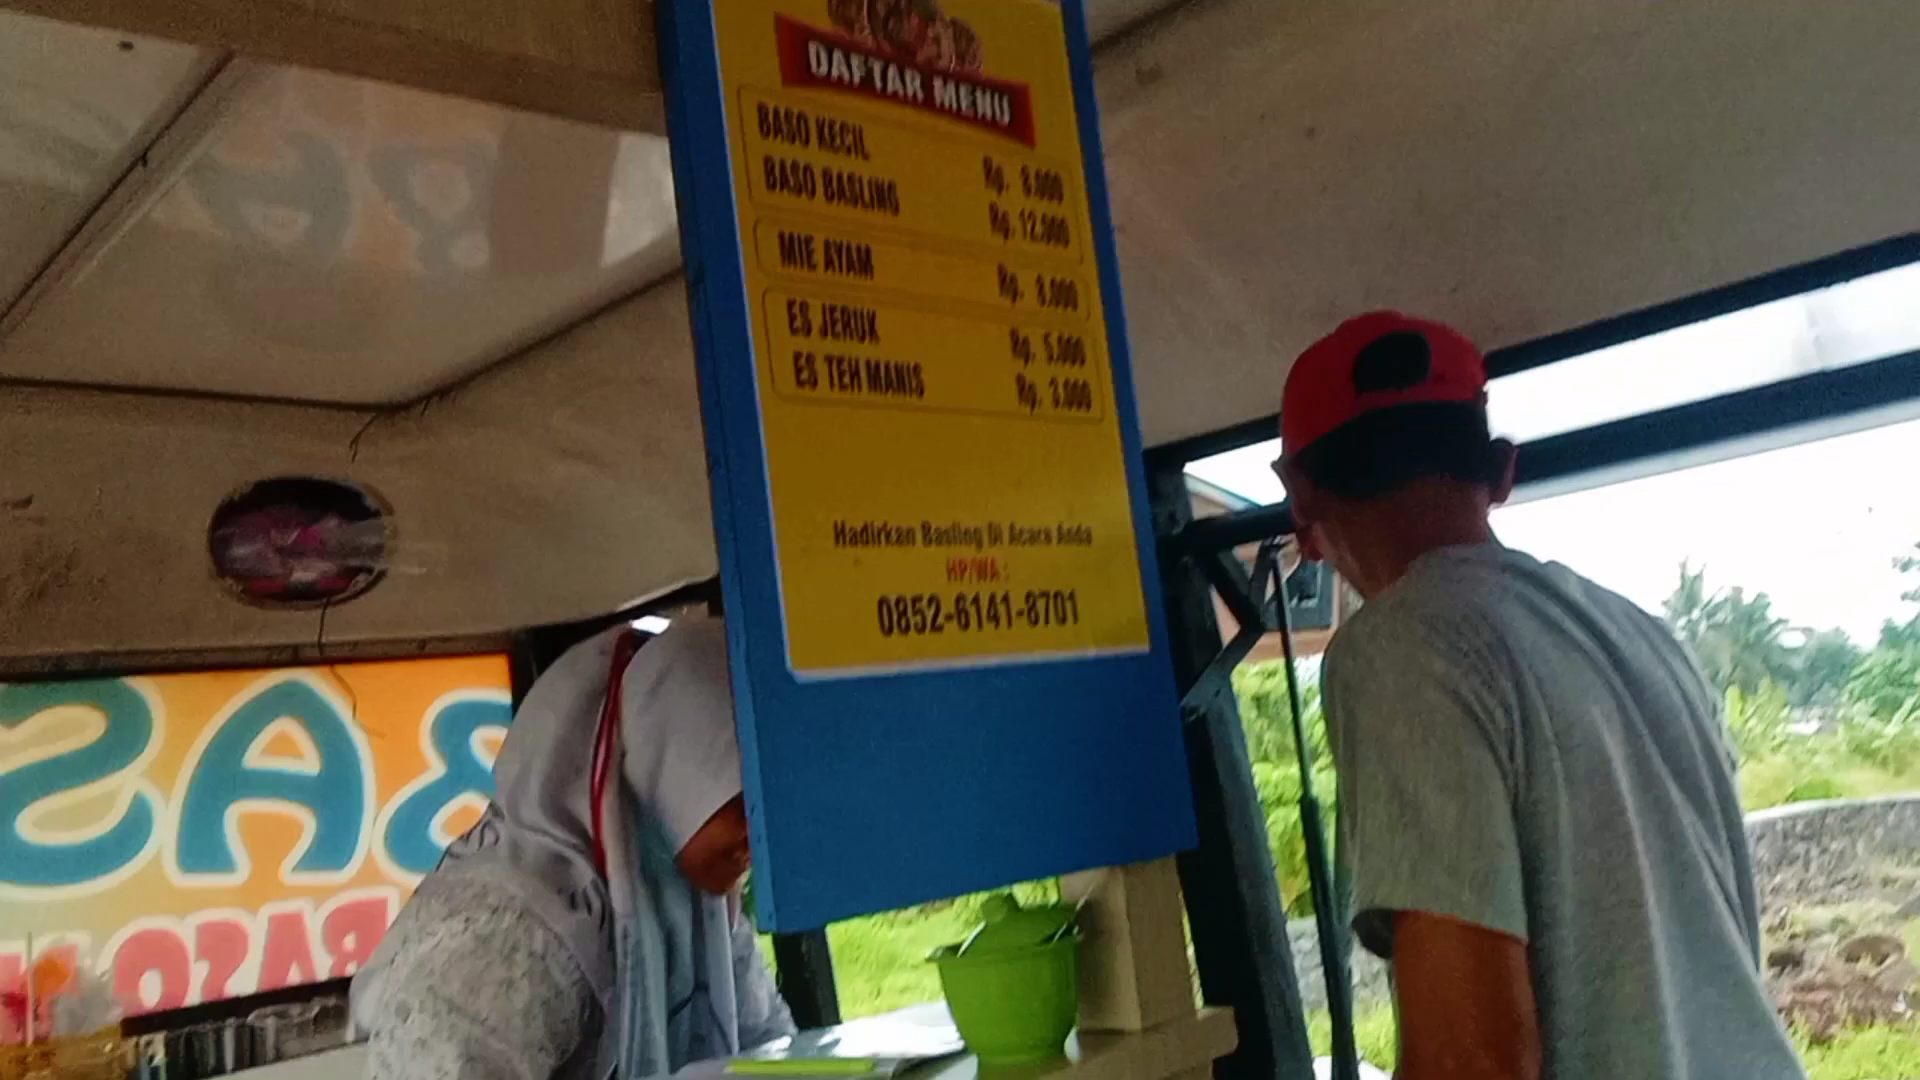 DAFTAR MENU
BASO KECIL Rp. 8.000
BASO BASLING Rp. 12.000
MIE AYAM Rp. 8.000
ES JERUK Rp. 5.000
ES TEH MANIS Rp. 3.000
Hadirkan Basling Di Acara Anda
HP/WA :
0852-6141-8701
BAS
BASO